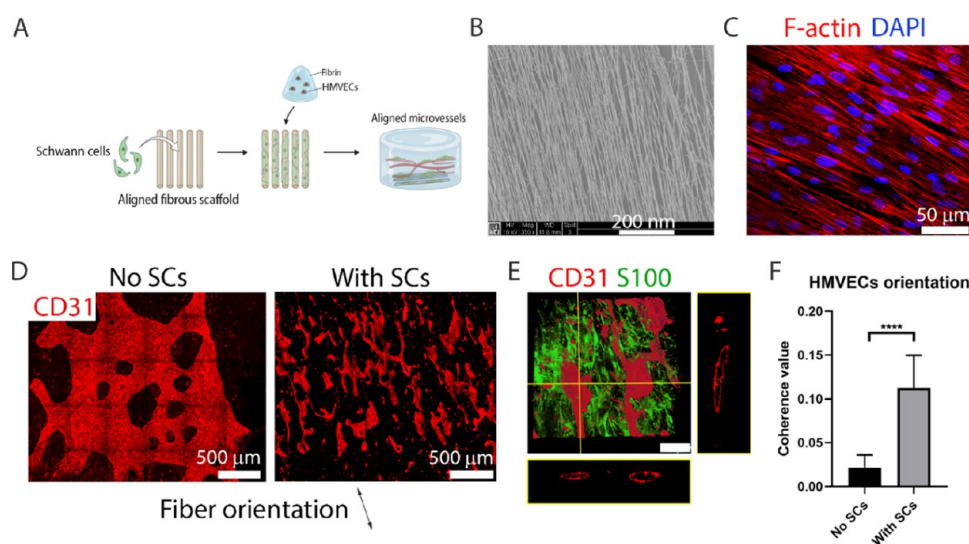 A
Fibrin
HMVECs
Schwann cells
Aligned fibrous scaffold
Aligned microvessels
B
200 nm
C
F-actin DAPI
50 μm
D
No SCs
With SCs
CD31
500 μm
500 μm
Fiber orientation
E
CD31 S100
F
HMVECs orientation
****
Coherence value
0.20
0.15
0.10
0.05
0.00
No SCs
With SCs